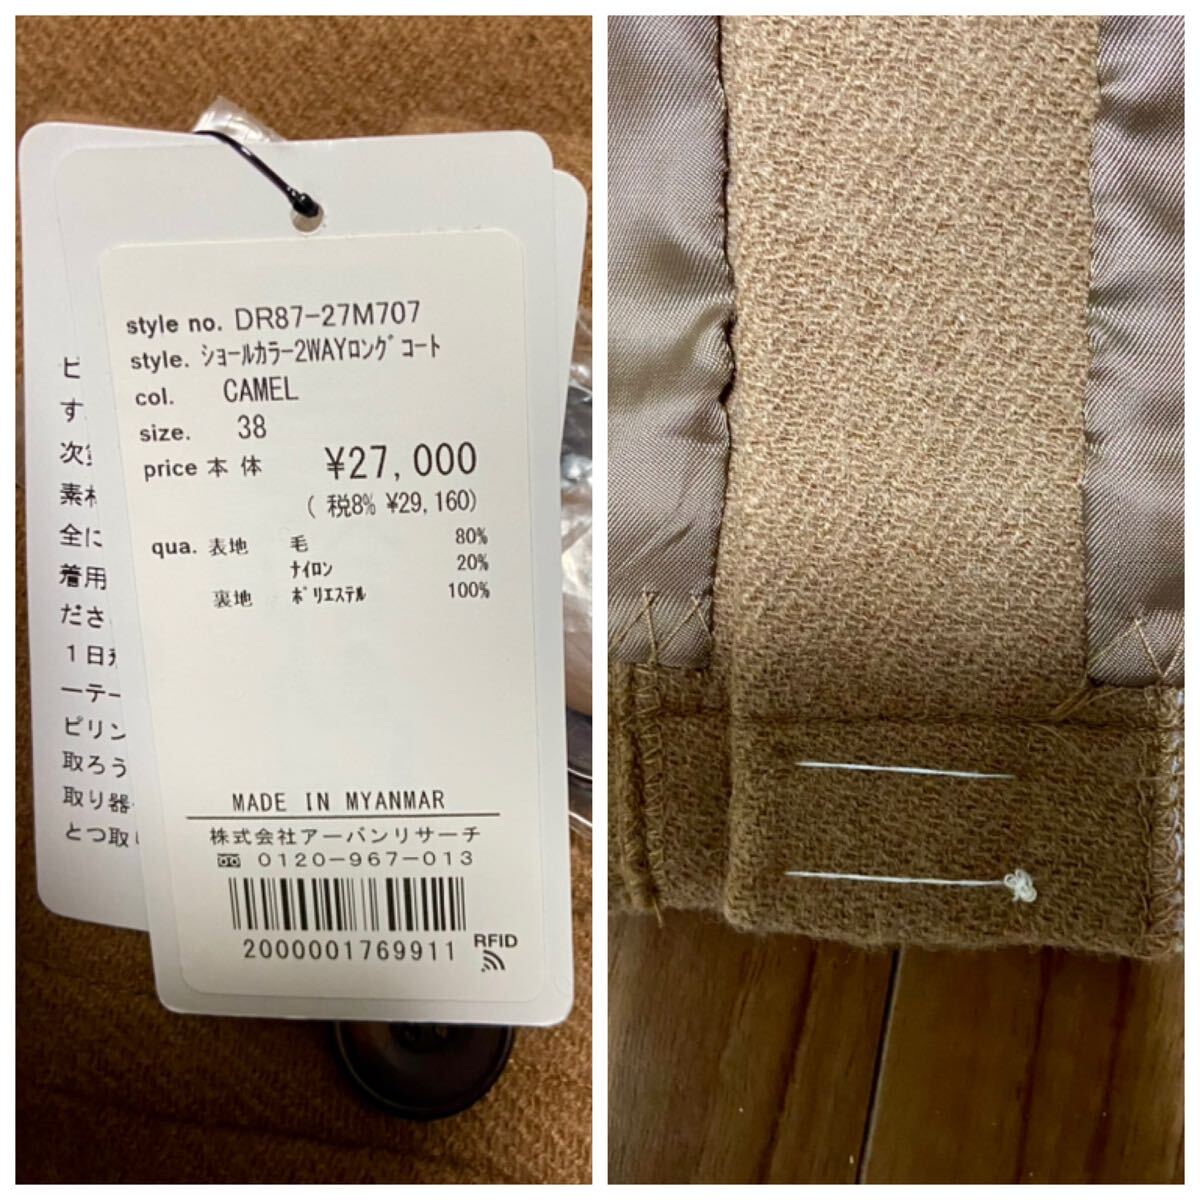 style no. DR87-27M707
style. ショールカラー2WAYロングコート
col. CAMEL
size. 38
price 本体 ¥27,000
( 税8% ¥29,160)
qua. 表地 毛 80%
ナイロン 20%
裏地 ポリエステル 100%
MADE IN MYANMAR
株式会社アーバンリサーチ
0120-967-013
2000001769911
RFID
ピ
す
次
素
全に
着用
ださ
1日
ーテー
ピリン
取ろう
取り器
とつ取